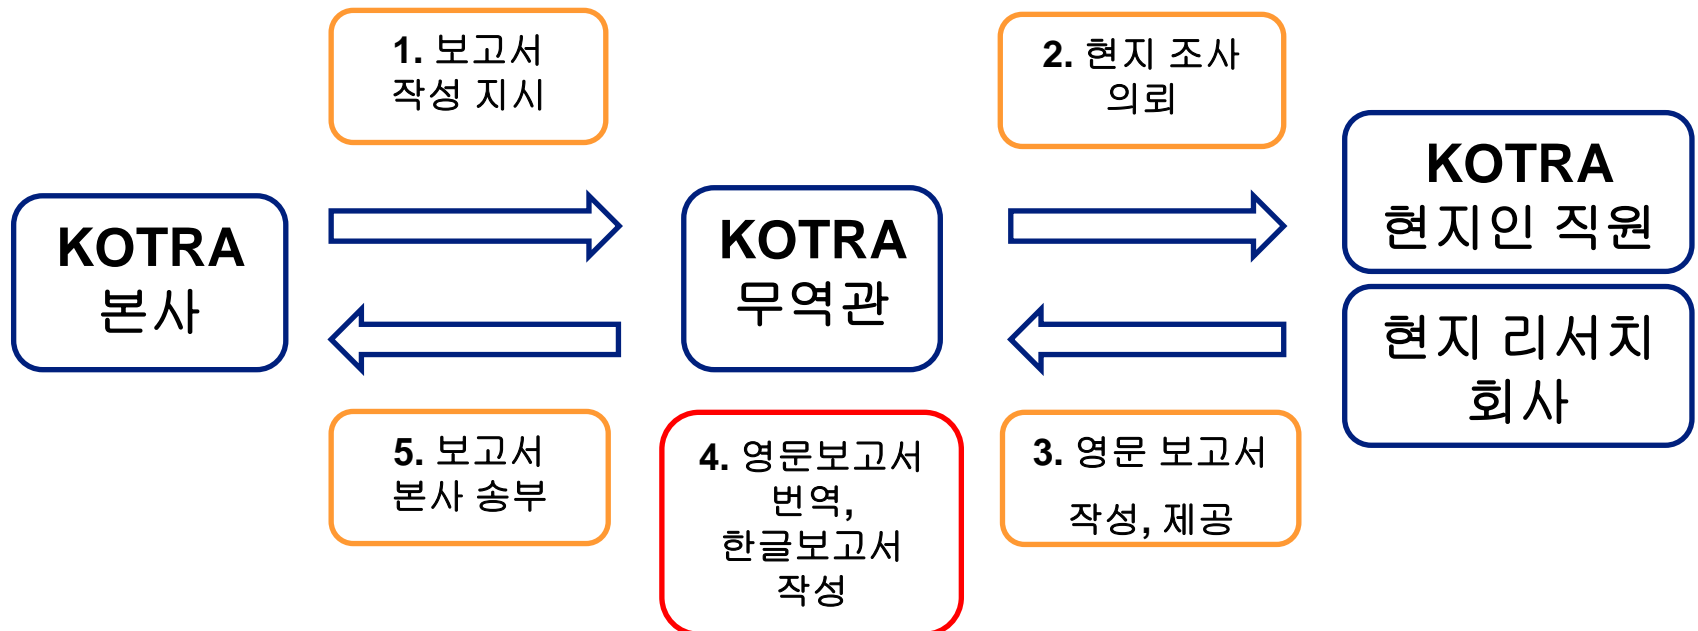 1. 보고서
작성 지시
2. 현지 조사
의뢰
KOTRA
본사
KOTRA
무역관
KOTRA
현지인 직원
현지 리서치
회사
5. 보고서
본사 송부
4. 영문보고서
번역,
한글보고서
작성
3. 영문 보고서
작성, 제공